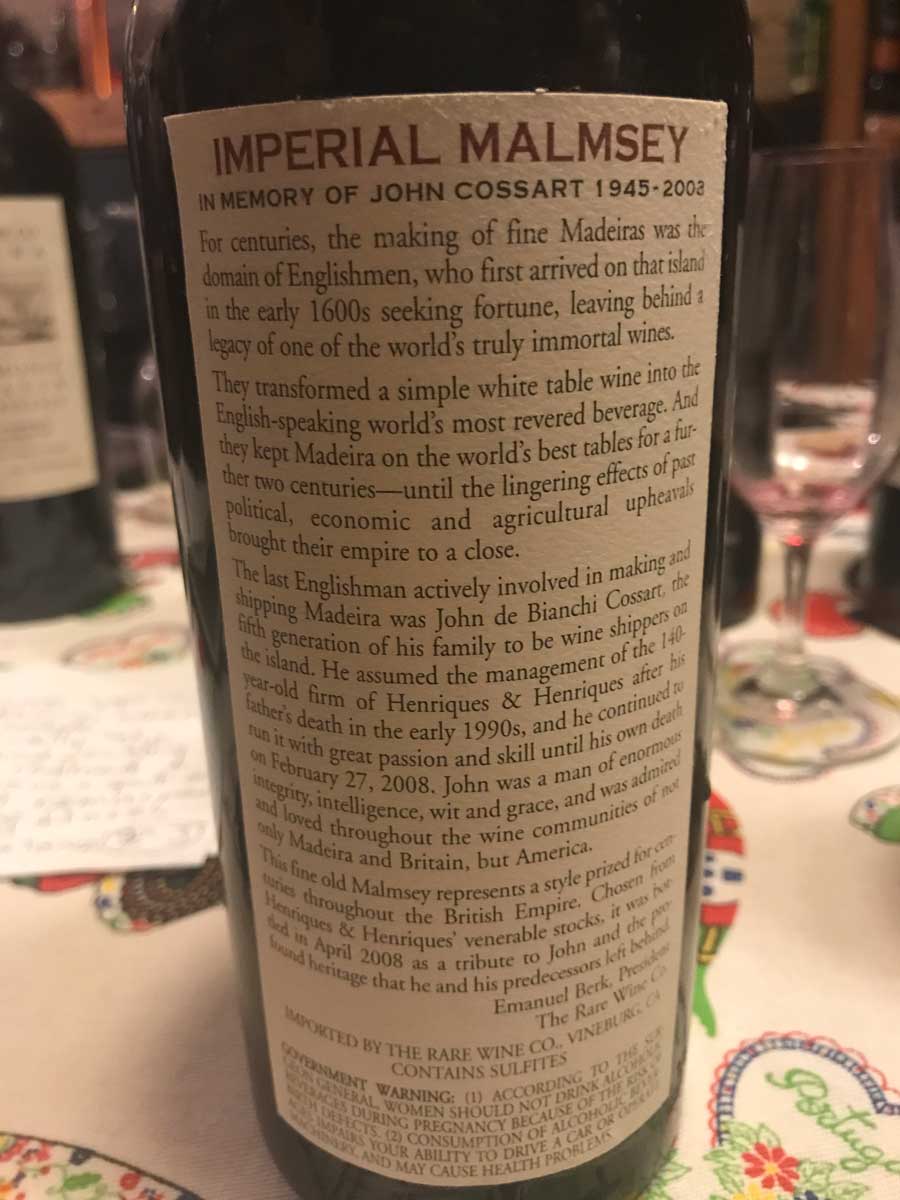 IMPERIAL MALMSEY
IN MEMORY OF JOHN COSSART 1945-2008
For centuries, the making of fine Madeiras was the
domain of Englishmen, who first arrived on that island
in the early 1600s seeking fortune, leaving behind a
legacy of one of the world's truly immortal wines.
They transformed a simple white table wine into the
English-speaking world's most revered beverage. And
they kept Madeira on the world's best tables for a fur-
ther two centuries—until the lingering effects of past
political, economic and agricultural upheavals
brought their empire to a close.
The last Englishman actively involved in making and
shipping Madeira was John de Bianchi Cossart, the
fifth generation of his family to be wine shippers on
the island. He assumed the management of the 140-
year-old firm of Henriques & Henriques after his
father's death in the early 1990s, and he continued to
run it with great passion and skill until his own death
on February 27, 2008. John was a man of enormous
integrity, intelligence, wit and grace, and was admired
and loved throughout the wine communities of not
only Madeira and Britain, but America.
This fine old Malmsey represents a style prized for cen-
turies throughout the British Empire. Chosen from
Henriques & Henriques' venerable stocks, it was bot-
tled in April 2008 as a tribute to John and the pro-
found heritage that he and his predecessors left behind.
Emanuel Berk, President
The Rare Wine Co.
IMPORTED BY THE RARE WINE CO., VINEBURG, CA
CONTAINS SULFITES
GOVERNMENT WARNING: (1) ACCORDING TO THE SUR-
GEON GENERAL, WOMEN SHOULD NOT DRINK ALCOHOLIC
BEVERAGES DURING PREGNANCY BECAUSE OF THE RISK OF
BIRTH DEFECTS. (2) CONSUMPTION OF ALCOHOLIC BEVER-
AGES IMPAIRS YOUR ABILITY TO DRIVE A CAR OR OPERATE
MACHINERY, AND MAY CAUSE HEALTH PROBLEMS.
Portuga